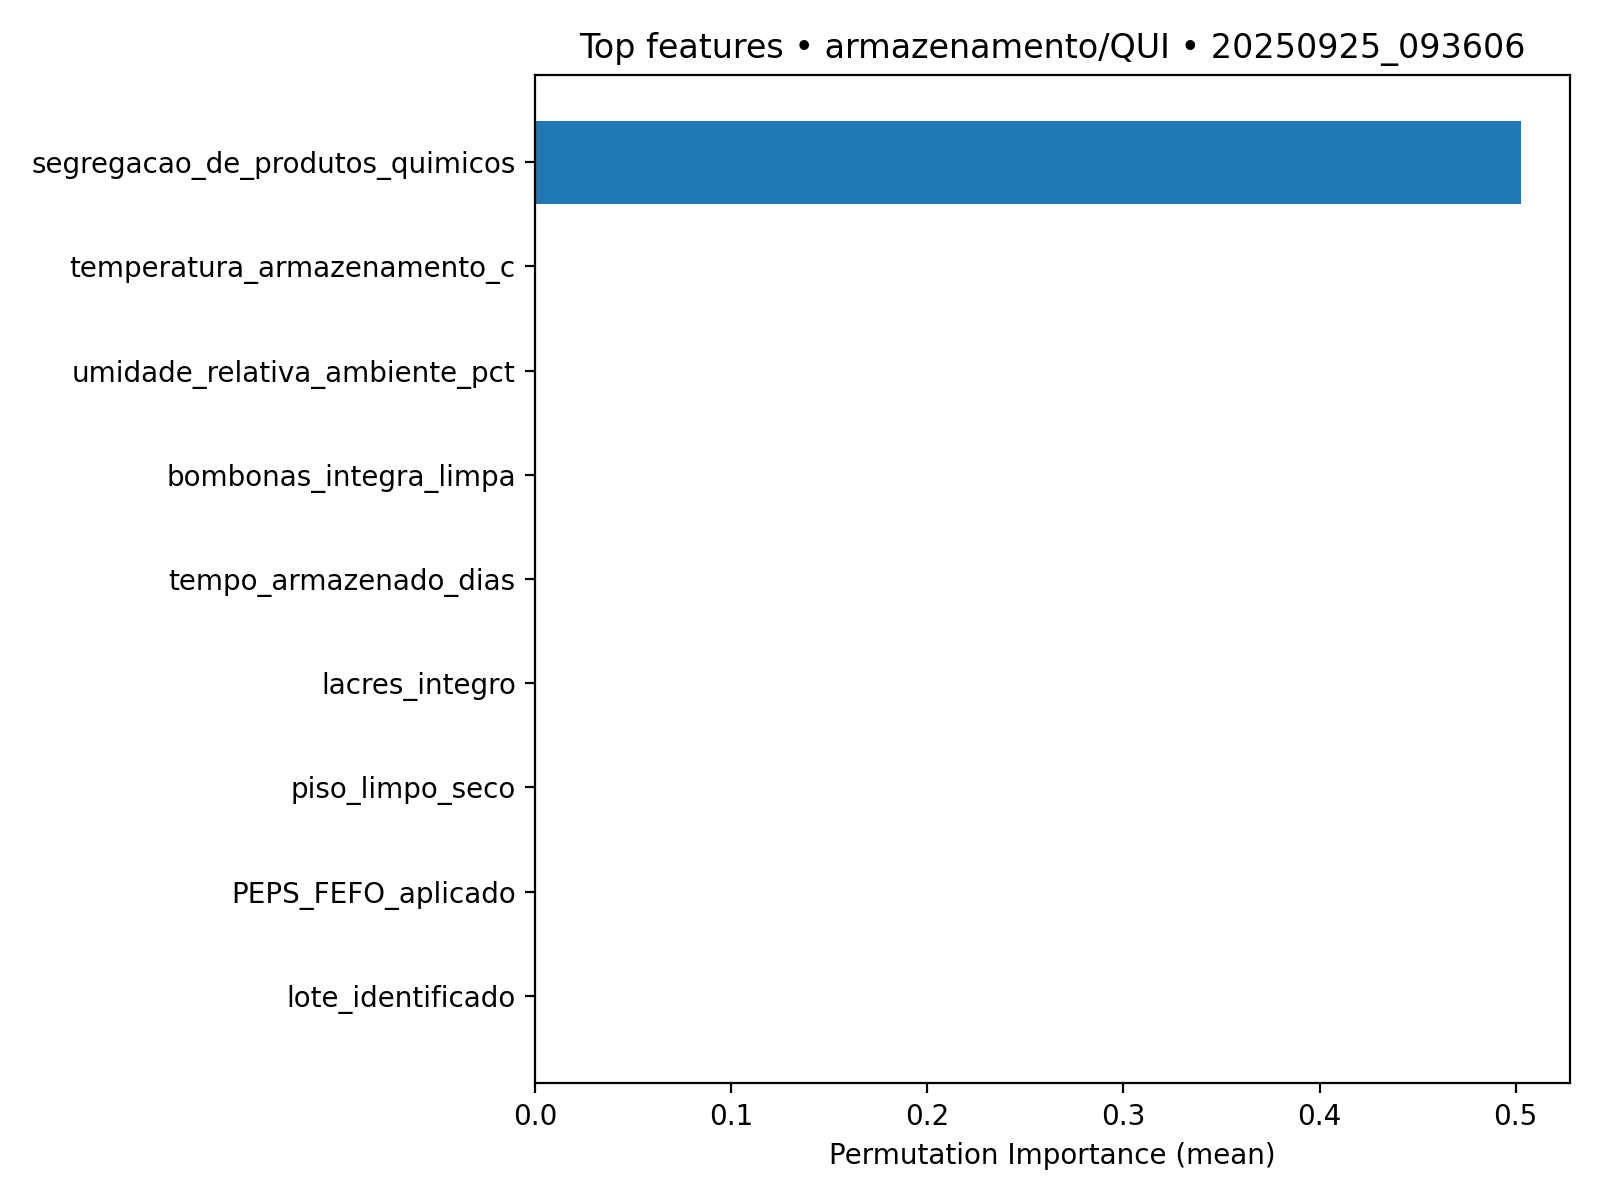 Top features • armazenamento/QUI • 20250925_093606
segregacao_de_produtos_quimicos
temperatura_armazenamento_c
umidade_relativa_ambiente_pct
bombonas_integra_limpa
tempo_armazenado_dias
lacres_integro
piso_limpo_seco
PEPS_FEFO_aplicado
lote_identificado
0.0 0.1 0.2 0.3 0.4 0.5
Permutation Importance (mean)